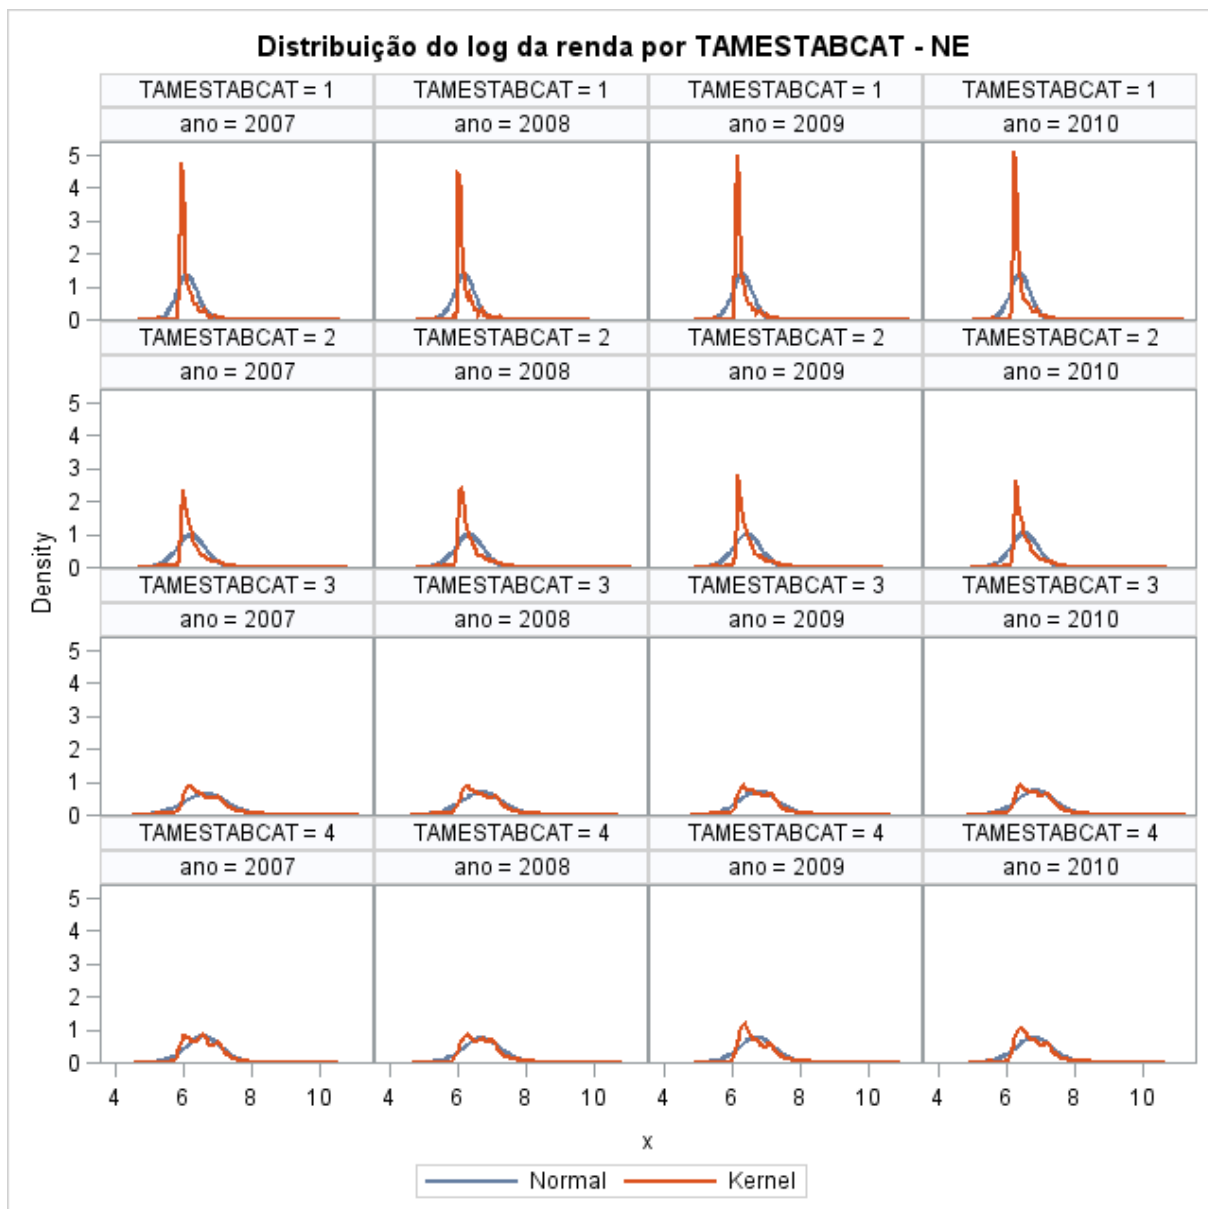 Distribuição do log da renda por TAMESTABCAT - NE
TAMESTABCAT = 1 TAMESTABCAT = 1 TAMESTABCAT = 1 TAMESTABCAT = 1
ano = 2007 ano = 2008 ano = 2009 ano = 2010
5
4
3
2
1
0
TAMESTABCAT = 2 TAMESTABCAT = 2 TAMESTABCAT = 2 TAMESTABCAT = 2
ano = 2007 ano = 2008 ano = 2009 ano = 2010
5
4
3
2
1
0
Density
TAMESTABCAT = 3 TAMESTABCAT = 3 TAMESTABCAT = 3 TAMESTABCAT = 3
ano = 2007 ano = 2008 ano = 2009 ano = 2010
5
4
3
2
1
0
TAMESTABCAT = 4 TAMESTABCAT = 4 TAMESTABCAT = 4 TAMESTABCAT = 4
ano = 2007 ano = 2008 ano = 2009 ano = 2010
5
4
3
2
1
0
4 6 8 10 4 6 8 10 4 6 8 10 4 6 8 10
x
Normal Kernel